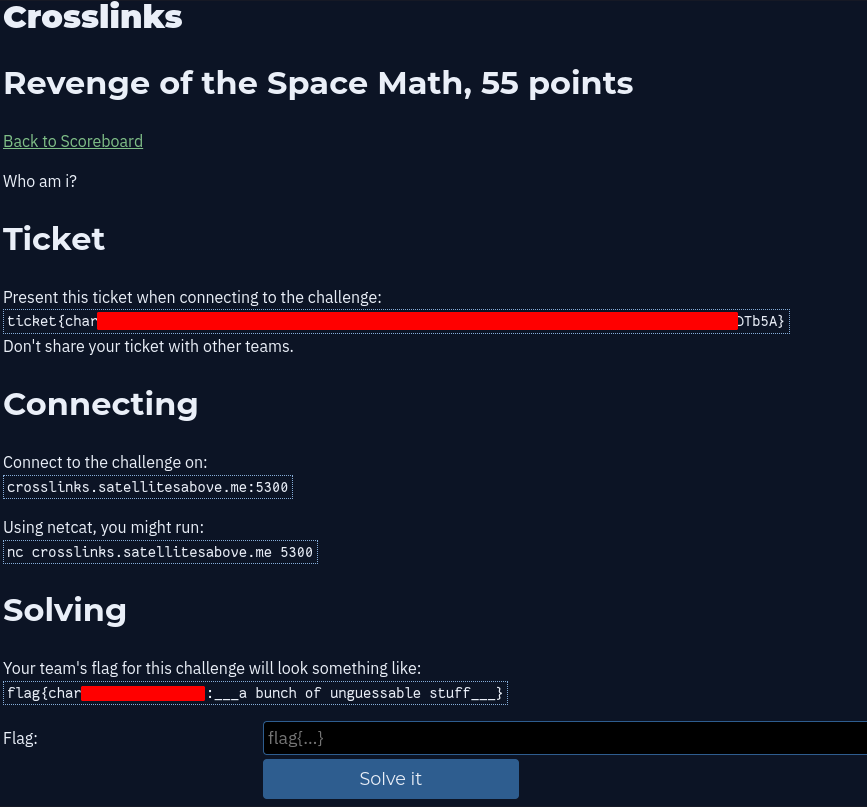 Crosslinks
Revenge of the Space Math, 55 points
Back to Scoreboard
Who am i?
Ticket
Present this ticket when connecting to the challenge:
ticket{char DTb5A}
Don't share your ticket with other teams.
Connecting
Connect to the challenge on:
crosslinks.satellitesabove.me:5300
Using netcat, you might run:
nc crosslinks.satellitesabove.me 5300
Solving
Your team's flag for this challenge will look something like:
flag{char :___a bunch of unguessable stuff___}
Flag: flag{...}
Solve it